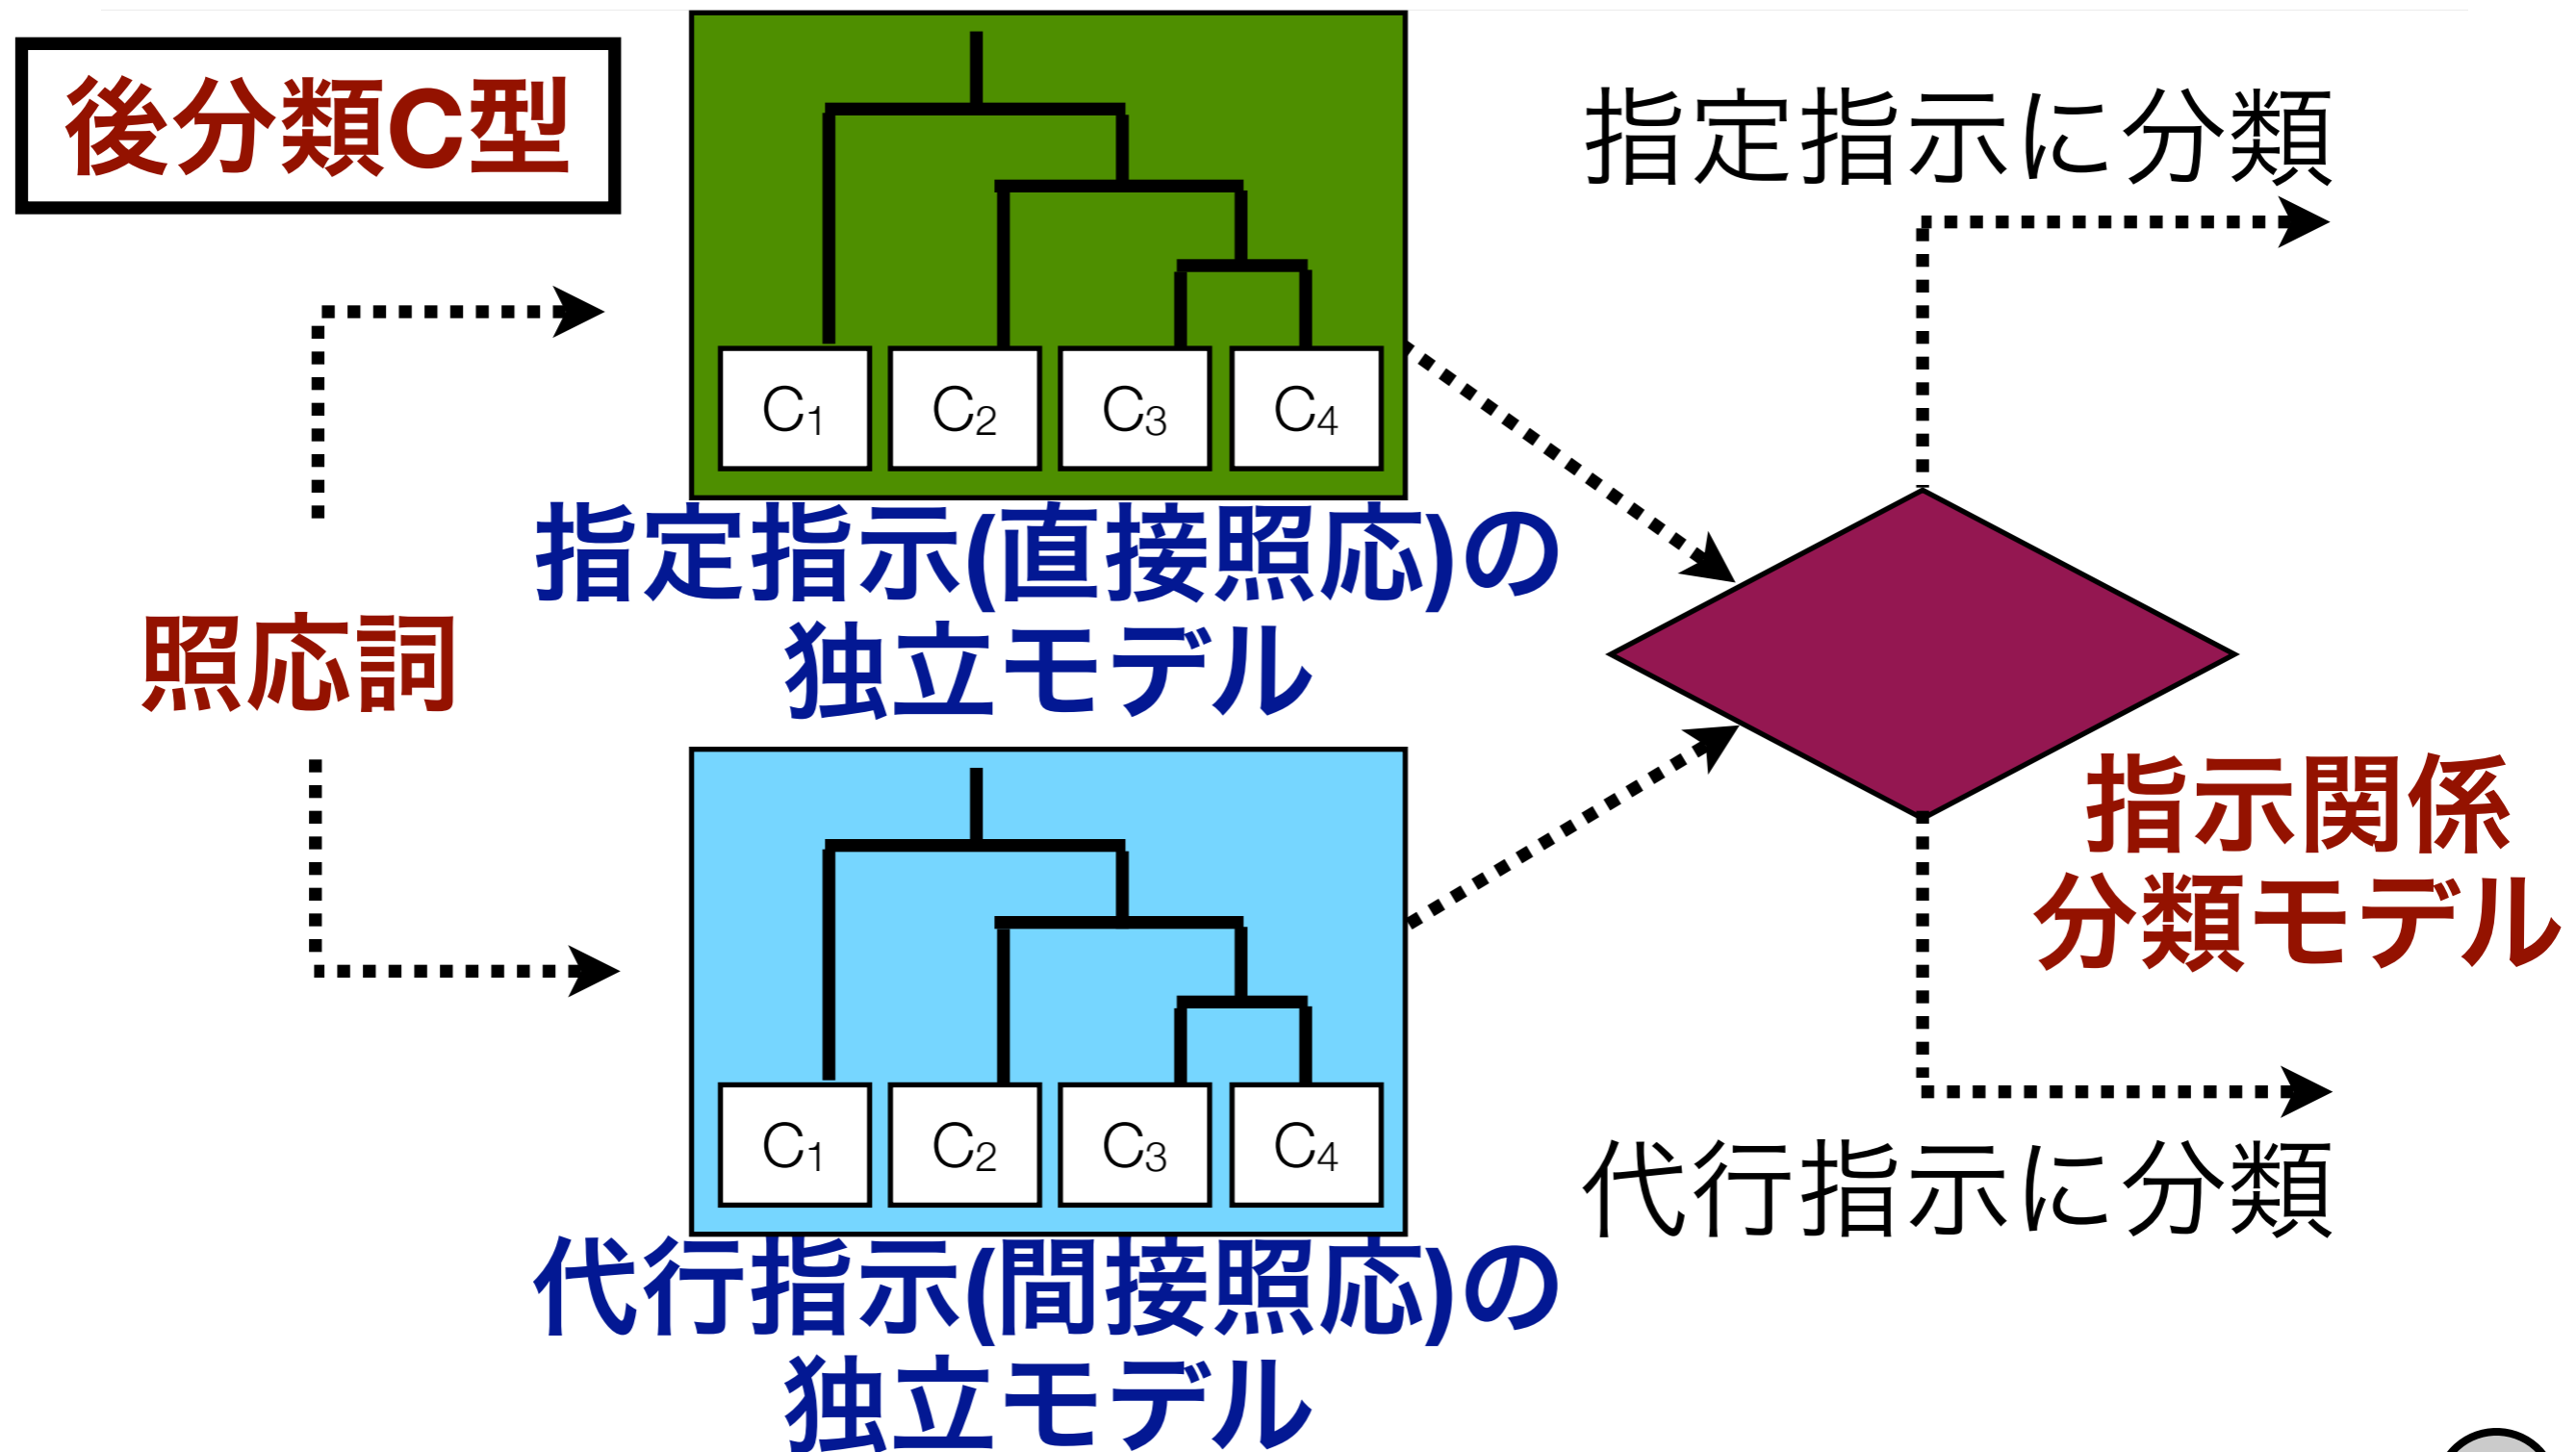 後分類C型
指定指示に分類
C1 C2 C3 C4
指定指示(直接照応)の
独立モデル
照応詞
指示関係
分類モデル
C1 C2 C3 C4
代行指示に分類
代行指示(間接照応)の
独立モデル